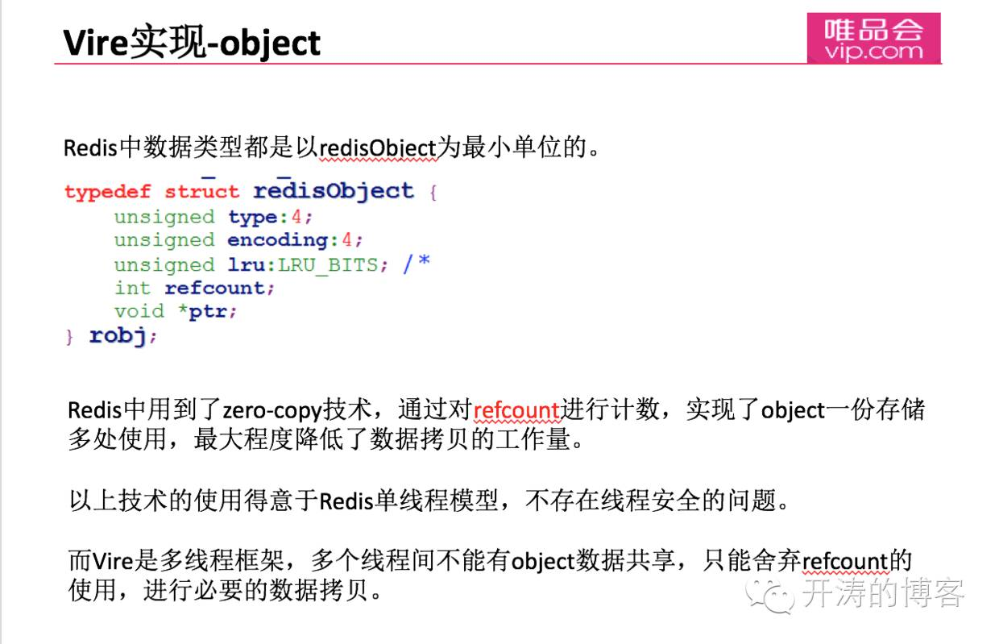 Vire实现-object
唯品会
vip.com
Redis中数据类型都是以redisObject为最小单位的。
typedef struct redisObject {
    unsigned type:4;
    unsigned encoding:4;
    unsigned lru:LRU_BITS; /*
    int refcount;
    void *ptr;
} robj;
Redis中用到了zero-copy技术，通过对refcount进行计数，实现了object一份存储
多处使用，最大程度降低了数据拷贝的工作量。
以上技术的使用得意于Redis单线程模型，不存在线程安全的问题。
而Vire是多线程框架，多个线程间不能有object数据共享，只能舍弃refcount的
使用，进行必要的数据拷贝。
开涛的博客